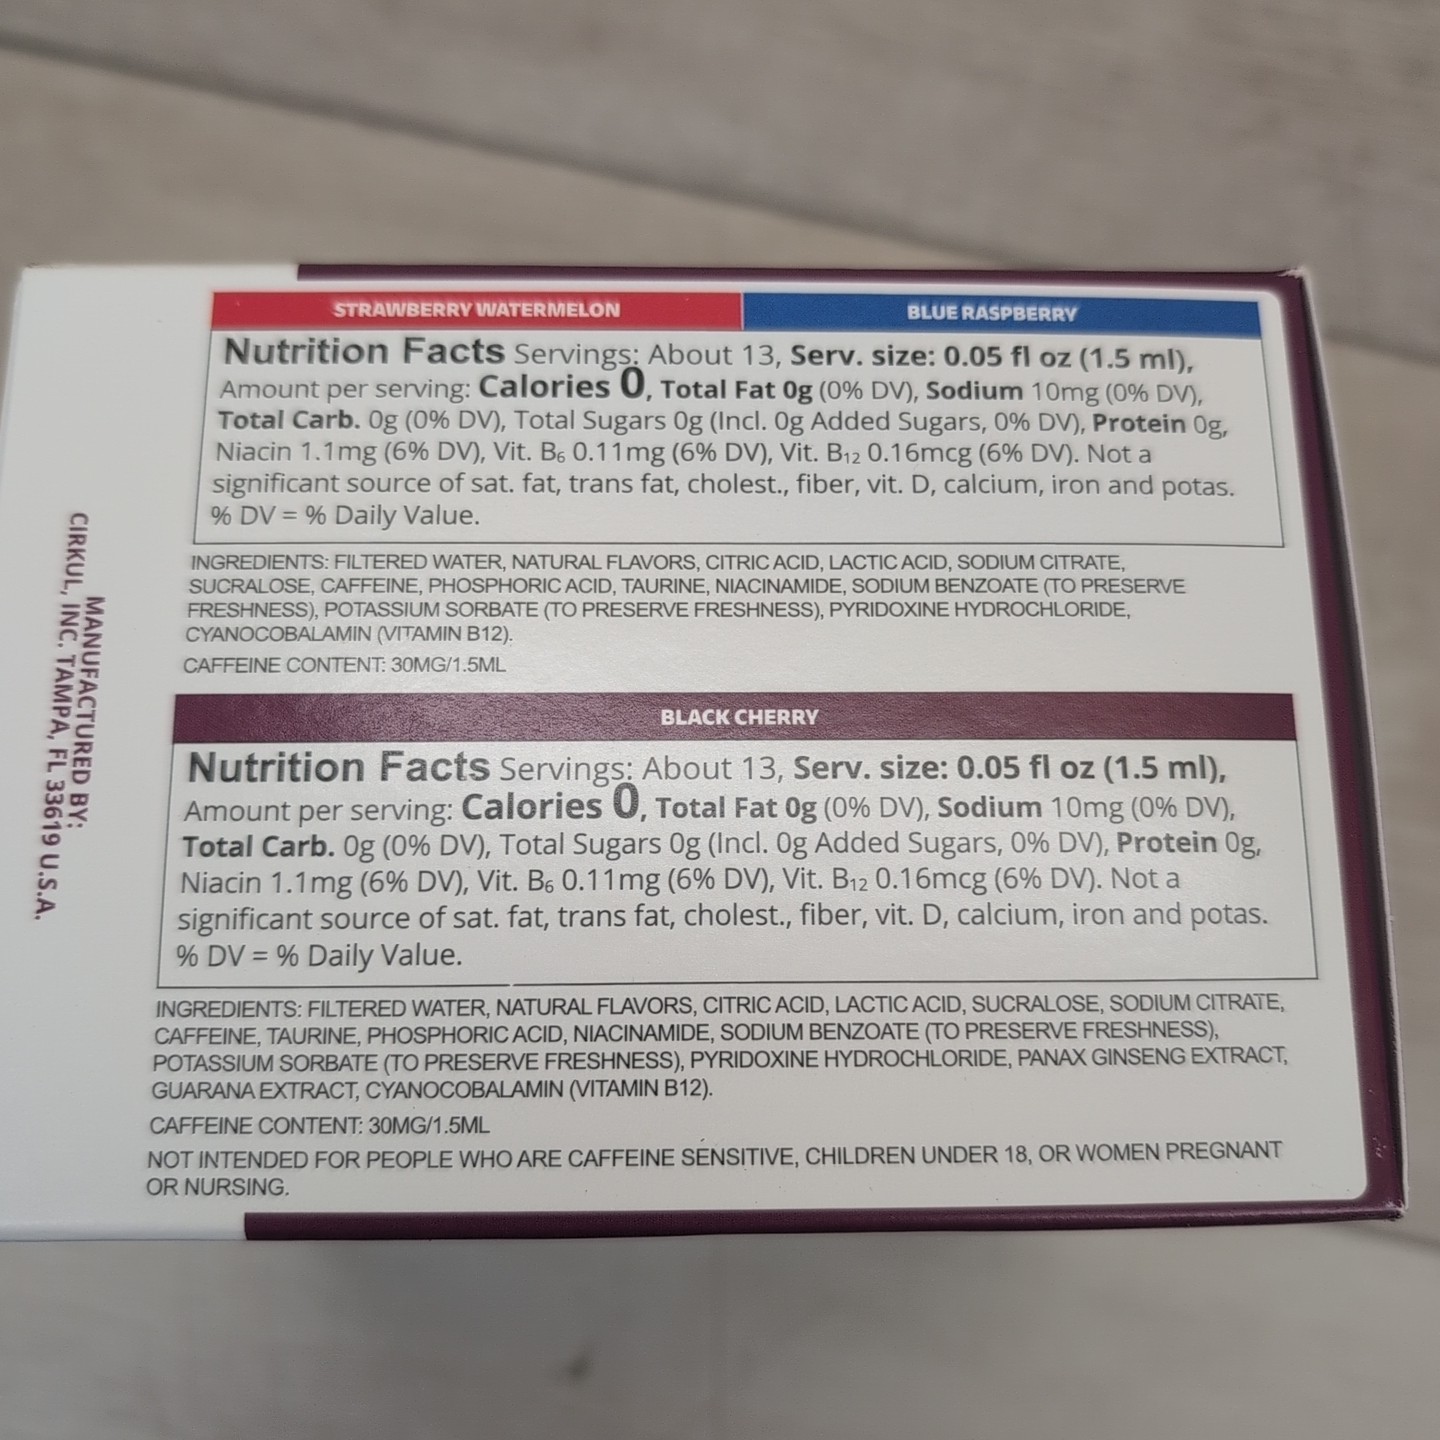 STRAWBERRY WATERMELON
BLUE RASPBERRY
Nutrition Facts Servings: About 13, Serv. size: 0.05 fl oz (1.5 ml),
Amount per serving: Calories 0, Total Fat 0g (0% DV), Sodium 10mg (0% DV),
Total Carb. 0g (0% DV), Total Sugars 0g (Incl. 0g Added Sugars, 0% DV), Protein 0g,
Niacin 1.1mg (6% DV), Vit. B₆ 0.11mg (6% DV), Vit. B₁₂ 0.16mcg (6% DV). Not a
significant source of sat. fat, trans fat, cholest., fiber, vit. D, calcium, iron and potas.
% DV = % Daily Value.
INGREDIENTS: FILTERED WATER, NATURAL FLAVORS, CITRIC ACID, LACTIC ACID, SODIUM CITRATE,
SUCRALOSE, CAFFEINE, PHOSPHORIC ACID, TAURINE, NIACINAMIDE, SODIUM BENZOATE (TO PRESERVE
FRESHNESS), POTASSIUM SORBATE (TO PRESERVE FRESHNESS), PYRIDOXINE HYDROCHLORIDE,
CYANOCOBALAMIN (VITAMIN B12).
CAFFEINE CONTENT: 30MG/1.5ML
BLACK CHERRY
Nutrition Facts Servings: About 13, Serv. size: 0.05 fl oz (1.5 ml),
Amount per serving: Calories 0, Total Fat 0g (0% DV), Sodium 10mg (0% DV),
Total Carb. 0g (0% DV), Total Sugars 0g (Incl. 0g Added Sugars, 0% DV), Protein 0g,
Niacin 1.1mg (6% DV), Vit. B₆ 0.11mg (6% DV), Vit. B₁₂ 0.16mcg (6% DV). Not a
significant source of sat. fat, trans fat, cholest., fiber, vit. D, calcium, iron and potas.
% DV = % Daily Value.
INGREDIENTS: FILTERED WATER, NATURAL FLAVORS, CITRIC ACID, LACTIC ACID, SUCRALOSE, SODIUM CITRATE,
CAFFEINE, TAURINE, PHOSPHORIC ACID, NIACINAMIDE, SODIUM BENZOATE (TO PRESERVE FRESHNESS),
POTASSIUM SORBATE (TO PRESERVE FRESHNESS), PYRIDOXINE HYDROCHLORIDE, PANAX GINSENG EXTRACT,
GUARANA EXTRACT, CYANOCOBALAMIN (VITAMIN B12).
CAFFEINE CONTENT: 30MG/1.5ML
NOT INTENDED FOR PEOPLE WHO ARE CAFFEINE SENSITIVE, CHILDREN UNDER 18, OR WOMEN PREGNANT
OR NURSING.
MANUFACTURED BY:
CIRKUL, INC. TAMPA, FL 33619 U.S.A.